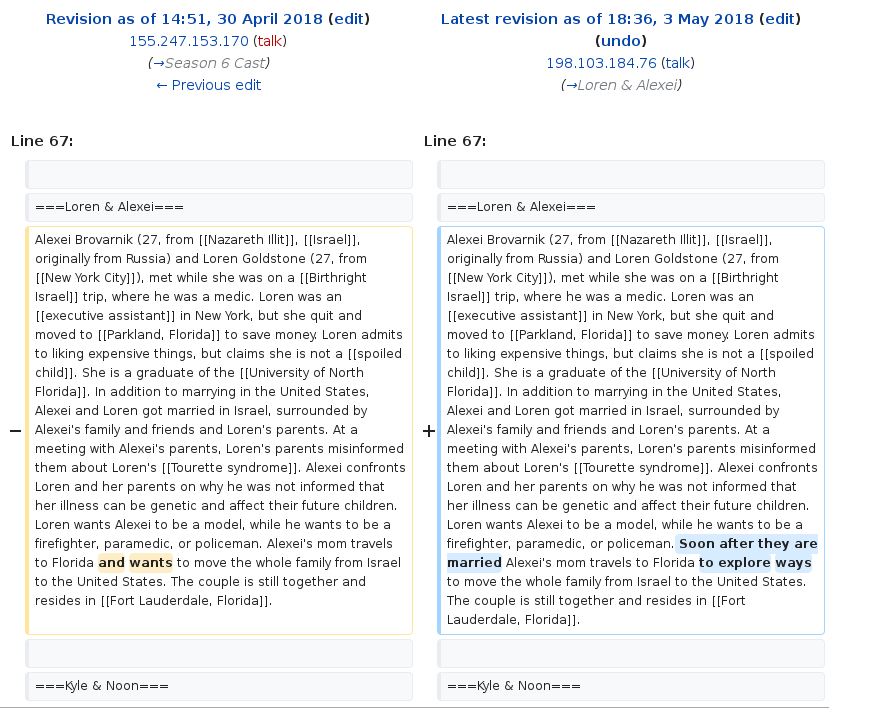 Revision as of 14:51, 30 April 2018 (edit)
155.247.153.170 (talk)
(→Season 6 Cast)
← Previous edit
Latest revision as of 18:36, 3 May 2018 (edit)
(undo)
198.103.184.76 (talk)
(→Loren & Alexei)
Line 67:
===Loren & Alexei===
−
Alexei Brovarnik (27, from [[Nazareth Illit]], [[Israel]],
originally from Russia) and Loren Goldstone (27, from
[[New York City]]), met while she was on a [[Birthright
Israel]] trip, where he was a medic. Loren was an
[[executive assistant]] in New York, but she quit and
moved to [[Parkland, Florida]] to save money. Loren admits
to liking expensive things, but claims she is not a [[spoiled
child]]. She is a graduate of the [[University of North
Florida]]. In addition to marrying in the United States,
Alexei and Loren got married in Israel, surrounded by
Alexei's family and friends and Loren's parents. At a
meeting with Alexei's parents, Loren's parents misinformed
them about Loren's [[Tourette syndrome]]. Alexei confronts
Loren and her parents on why he was not informed that
her illness can be genetic and affect their future children.
Loren wants Alexei to be a model, while he wants to be a
firefighter, paramedic, or policeman. Alexei's mom travels
to Florida and wants to move the whole family from Israel
to the United States. The couple is still together and
resides in [[Fort Lauderdale, Florida]].
===Kyle & Noon===
Line 67:
===Loren & Alexei===
+
Alexei Brovarnik (27, from [[Nazareth Illit]], [[Israel]],
originally from Russia) and Loren Goldstone (27, from
[[New York City]]), met while she was on a [[Birthright
Israel]] trip, where he was a medic. Loren was an
[[executive assistant]] in New York, but she quit and
moved to [[Parkland, Florida]] to save money. Loren admits
to liking expensive things, but claims she is not a [[spoiled
child]]. She is a graduate of the [[University of North
Florida]]. In addition to marrying in the United States,
Alexei and Loren got married in Israel, surrounded by
Alexei's family and friends and Loren's parents. At a
meeting with Alexei's parents, Loren's parents misinformed
them about Loren's [[Tourette syndrome]]. Alexei confronts
Loren and her parents on why he was not informed that
her illness can be genetic and affect their future children.
Loren wants Alexei to be a model, while he wants to be a
firefighter, paramedic, or policeman. Soon after they are
married Alexei's mom travels to Florida to explore ways
to move the whole family from Israel to the United States.
The couple is still together and resides in [[Fort
Lauderdale, Florida]].
===Kyle & Noon===